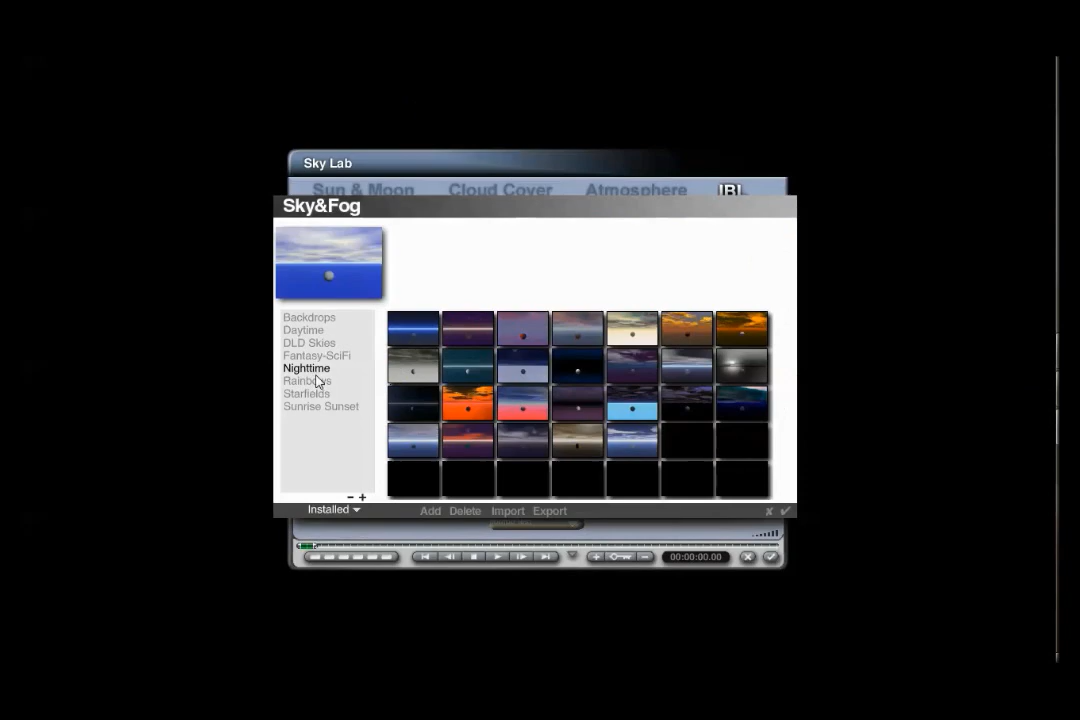 Sky Lab
Sun & Moon Cloud Cover Atmosphere IBL
Sky&Fog
Backdrops
Daytime
DLD Skies
Fantasy-SciFi
Nighttime
Rainbows
Starfields
Sunrise Sunset
- +
Installed Add Delete Import Export
00:00:00.00